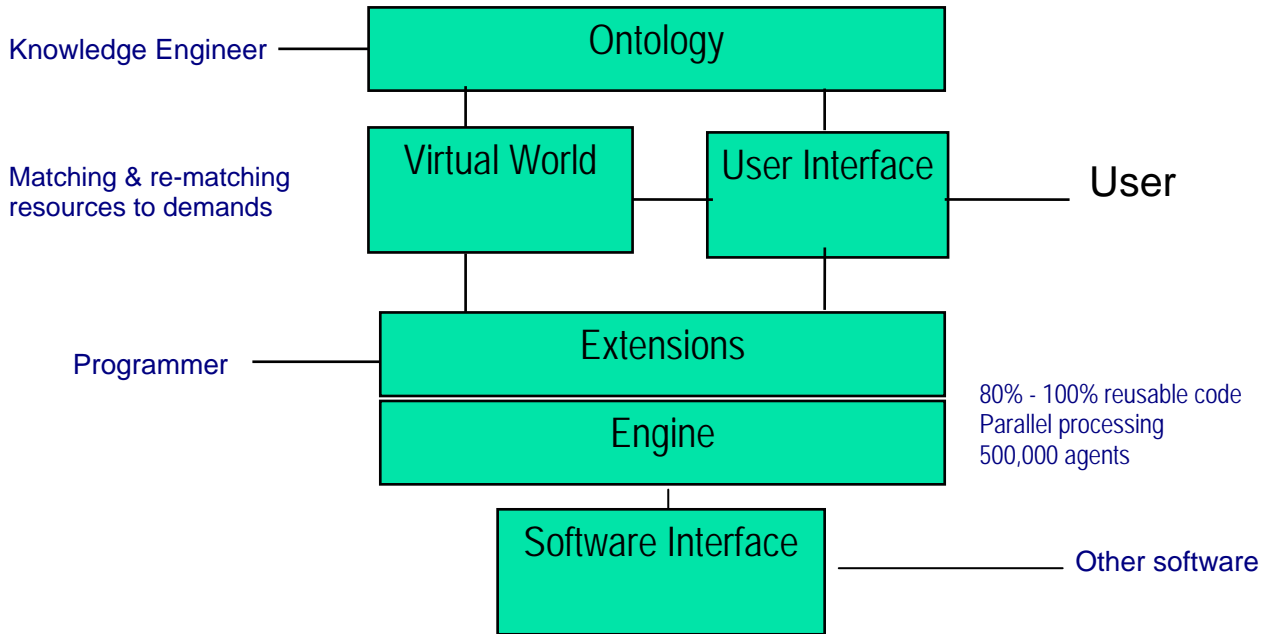 Ontology
Knowledge Engineer
Virtual World
User Interface
Matching & re-matching
resources to demands
User
Extensions
Programmer
80% - 100% reusable code
Parallel processing
500,000 agents
Engine
Software Interface
Other software